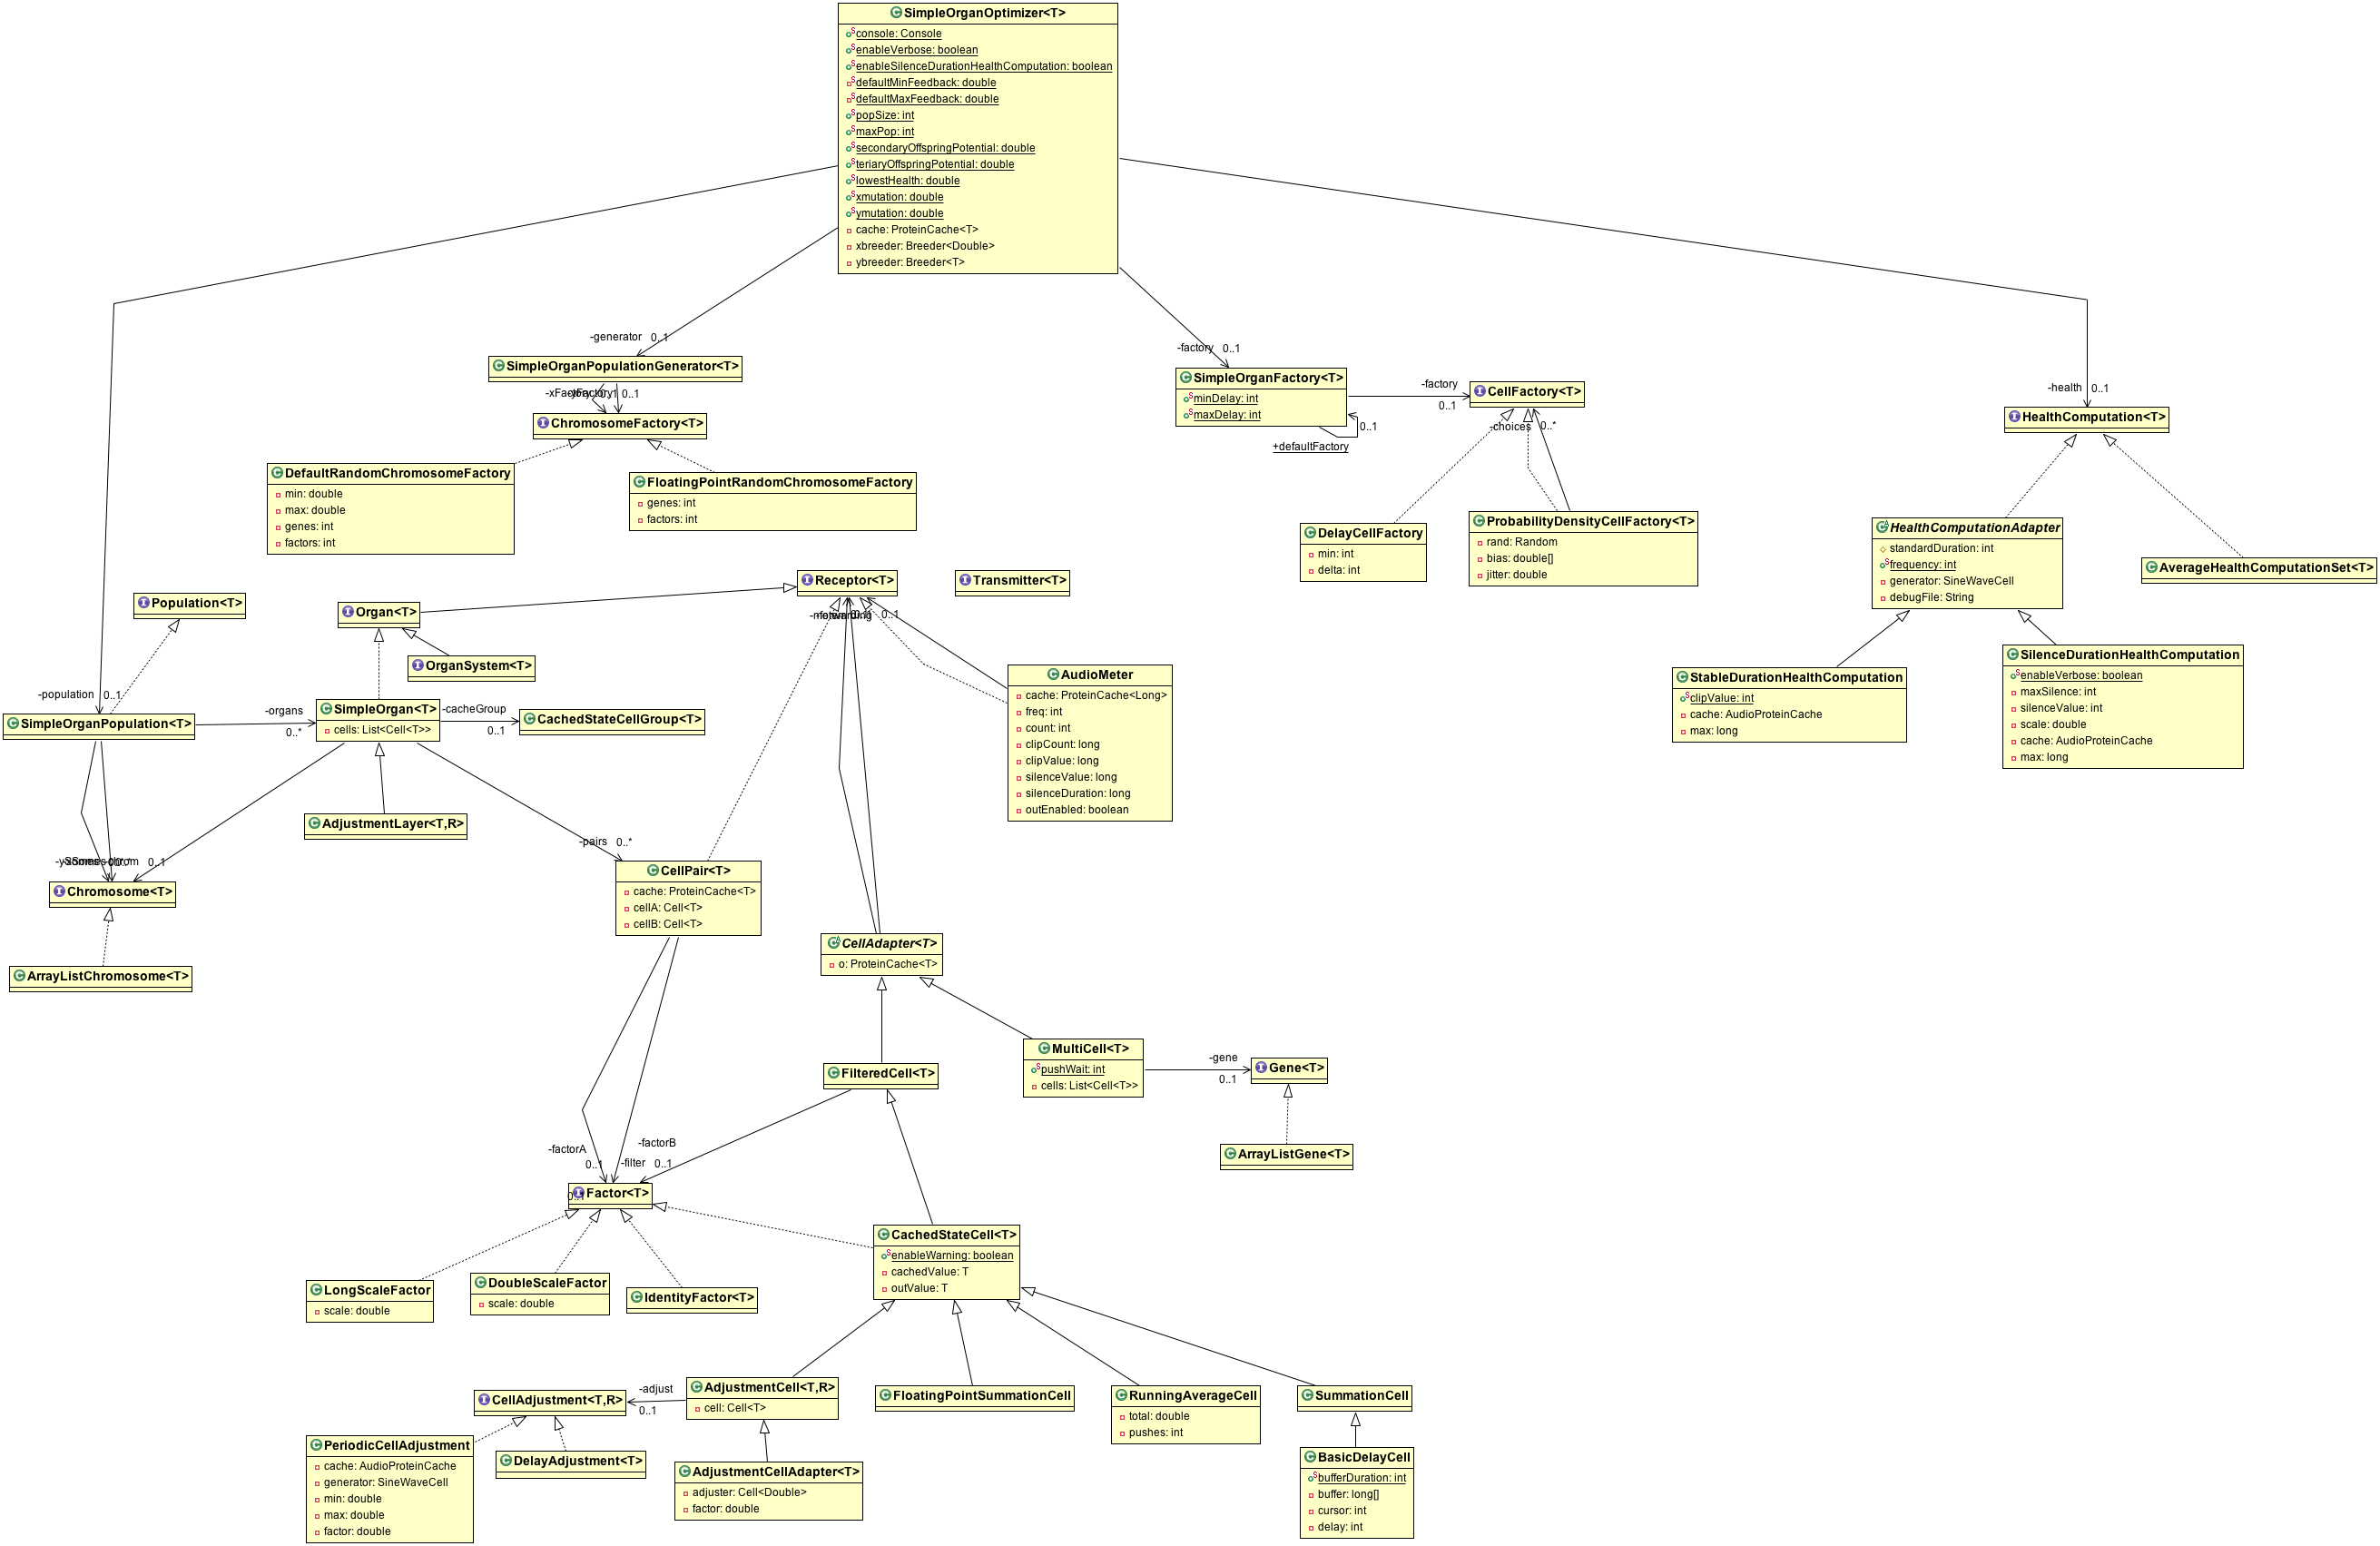 SimpleOrganOptimizer<T>
console: Console
enableVerbose: boolean
enableSilenceDurationHealthComputation: boolean
defaultMinFeedback: double
defaultMaxFeedback: double
popSize: int
maxPop: int
secondaryOffspringPotential: double
teriaryOffspringPotential: double
lowestHealth: double
xmutation: double
ymutation: double
cache: ProteinCache<T>
xbreeder: Breeder<Double>
ybreeder: Breeder<T>
-generator 0..1
-factory 0..1
-health 0..1
SimpleOrganPopulationGenerator<T>
-xFactory 0..1
ChromosomeFactory<T>
DefaultRandomChromosomeFactory
min: double
max: double
genes: int
factors: int
FloatingPointRandomChromosomeFactory
genes: int
factors: int
SimpleOrganFactory<T>
minDelay: int
maxDelay: int
+defaultFactory
0..1
-factory
0..1
CellFactory<T>
-choices 0..*
DelayCellFactory
min: int
delta: int
ProbabilityDensityCellFactory<T>
rand: Random
bias: double[]
jitter: double
HealthComputation<T>
HealthComputationAdapter
standardDuration: int
frequency: int
generator: SineWaveCell
debugFile: String
AverageHealthComputationSet<T>
StableDurationHealthComputation
clipValue: int
cache: AudioProteinCache
max: long
SilenceDurationHealthComputation
enableVerbose: boolean
maxSilence: int
silenceValue: int
scale: double
cache: AudioProteinCache
max: long
Population<T>
Organ<T>
OrganSystem<T>
Receptor<T>
Transmitter<T>
0..1
AudioMeter
cache: ProteinCache<Long>
freq: int
count: int
clipCount: long
clipValue: long
silenceValue: long
silenceDuration: long
outEnabled: boolean
-population 0..1
SimpleOrganPopulation<T>
-organs
0..*
SimpleOrgan<T>
cells: List<Cell<T>>
-cacheGroup
0..1
CachedStateCellGroup<T>
AdjustmentLayer<T,R>
-pairs 0..*
0..1
Chromosome<T>
ArrayListChromosome<T>
CellPair<T>
cache: ProteinCache<T>
cellA: Cell<T>
cellB: Cell<T>
CellAdapter<T>
o: ProteinCache<T>
FilteredCell<T>
MultiCell<T>
pushWait: int
cells: List<Cell<T>>
-gene
0..1
Gene<T>
ArrayListGene<T>
-factorA
0..1
-factorB
-filter 0..1
Factor<T>
0..1
LongScaleFactor
scale: double
DoubleScaleFactor
scale: double
IdentityFactor<T>
CachedStateCell<T>
enableWarning: boolean
cachedValue: T
outValue: T
CellAdjustment<T,R>
-adjust
0..1
AdjustmentCell<T,R>
cell: Cell<T>
FloatingPointSummationCell
RunningAverageCell
total: double
pushes: int
SummationCell
PeriodicCellAdjustment
cache: AudioProteinCache
generator: SineWaveCell
min: double
max: double
factor: double
DelayAdjustment<T>
AdjustmentCellAdapter<T>
adjuster: Cell<Double>
factor: double
BasicDelayCell
bufferDuration: int
buffer: long[]
cursor: int
delay: int